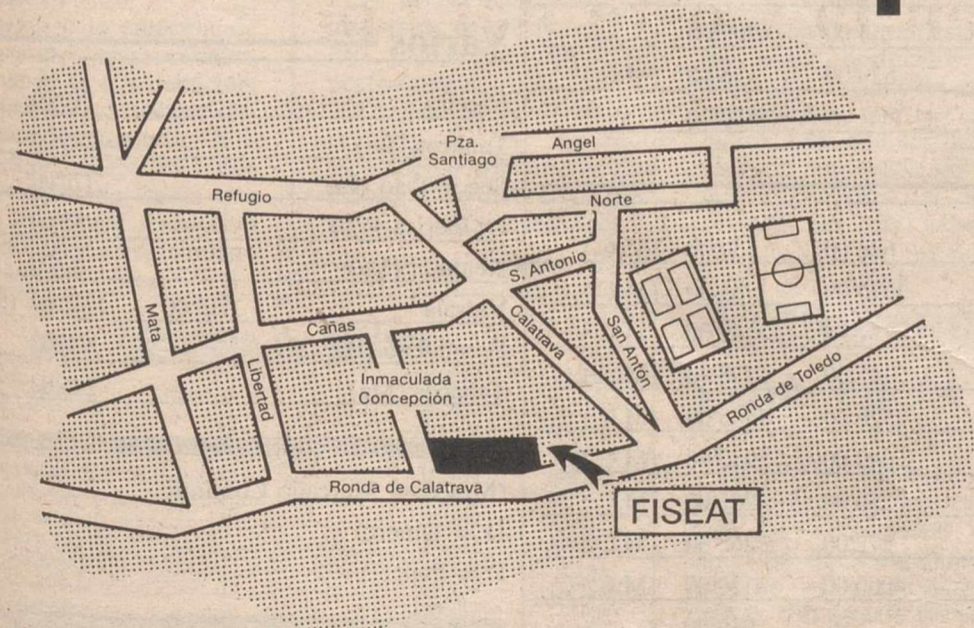 Pza.
Santiago
Angel
Refugio
Norte
S. Antonio
Mata
Cañas
Calatrava
San Antón
Libertad
Inmaculada
Concepción
Ronda de Toledo
Ronda de Calatrava
FISEAT